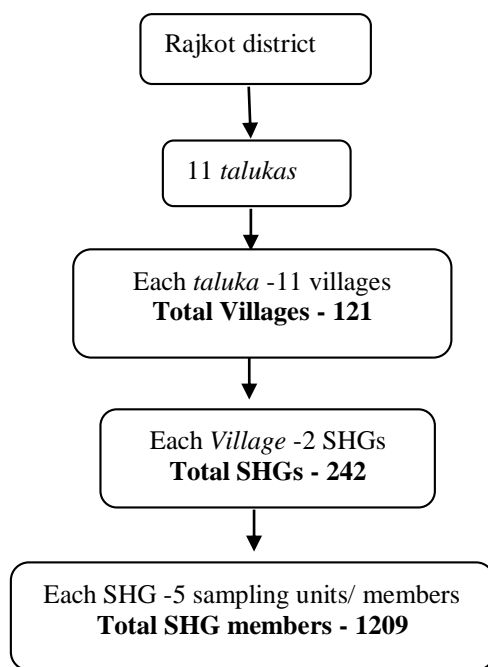 Rajkot district
11 talukas
Each taluka -11 villages
Total Villages - 121
Each Village -2 SHGs
Total SHGs - 242
Each SHG -5 sampling units/ members
Total SHG members - 1209